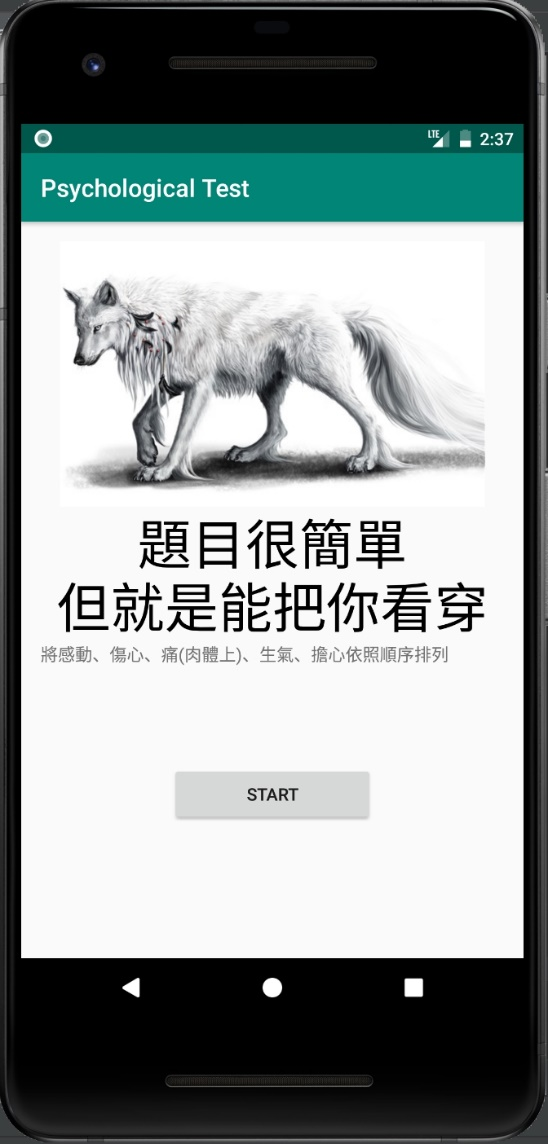 LTE 2:37
Psychological Test
題目很簡單
但就是能把你看穿
將感動、傷心、痛(肉體上)、生氣、擔心依照順序排列
START